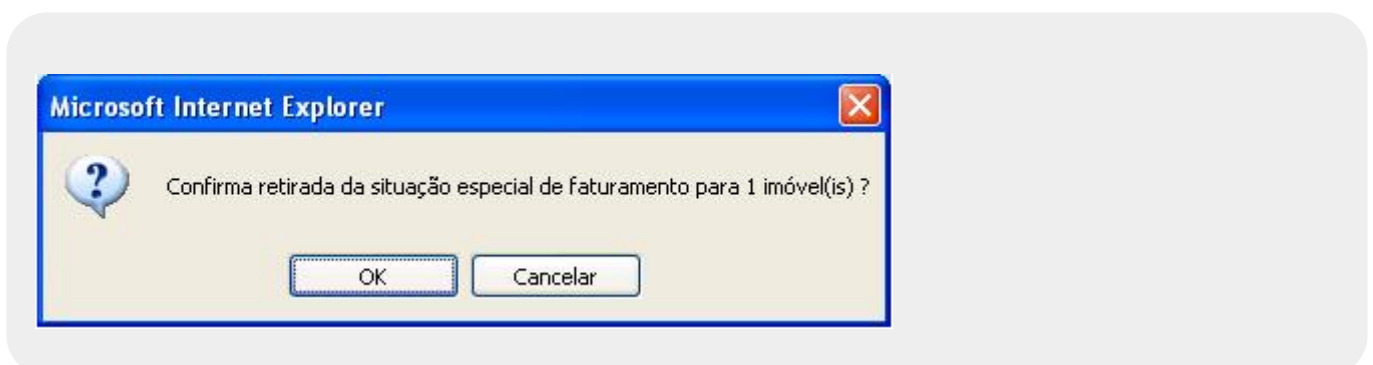 Microsoft Internet Explorer
?
Confirma retirada da situação especial de faturamento para 1 imóvel(is) ?
OK
Cancelar